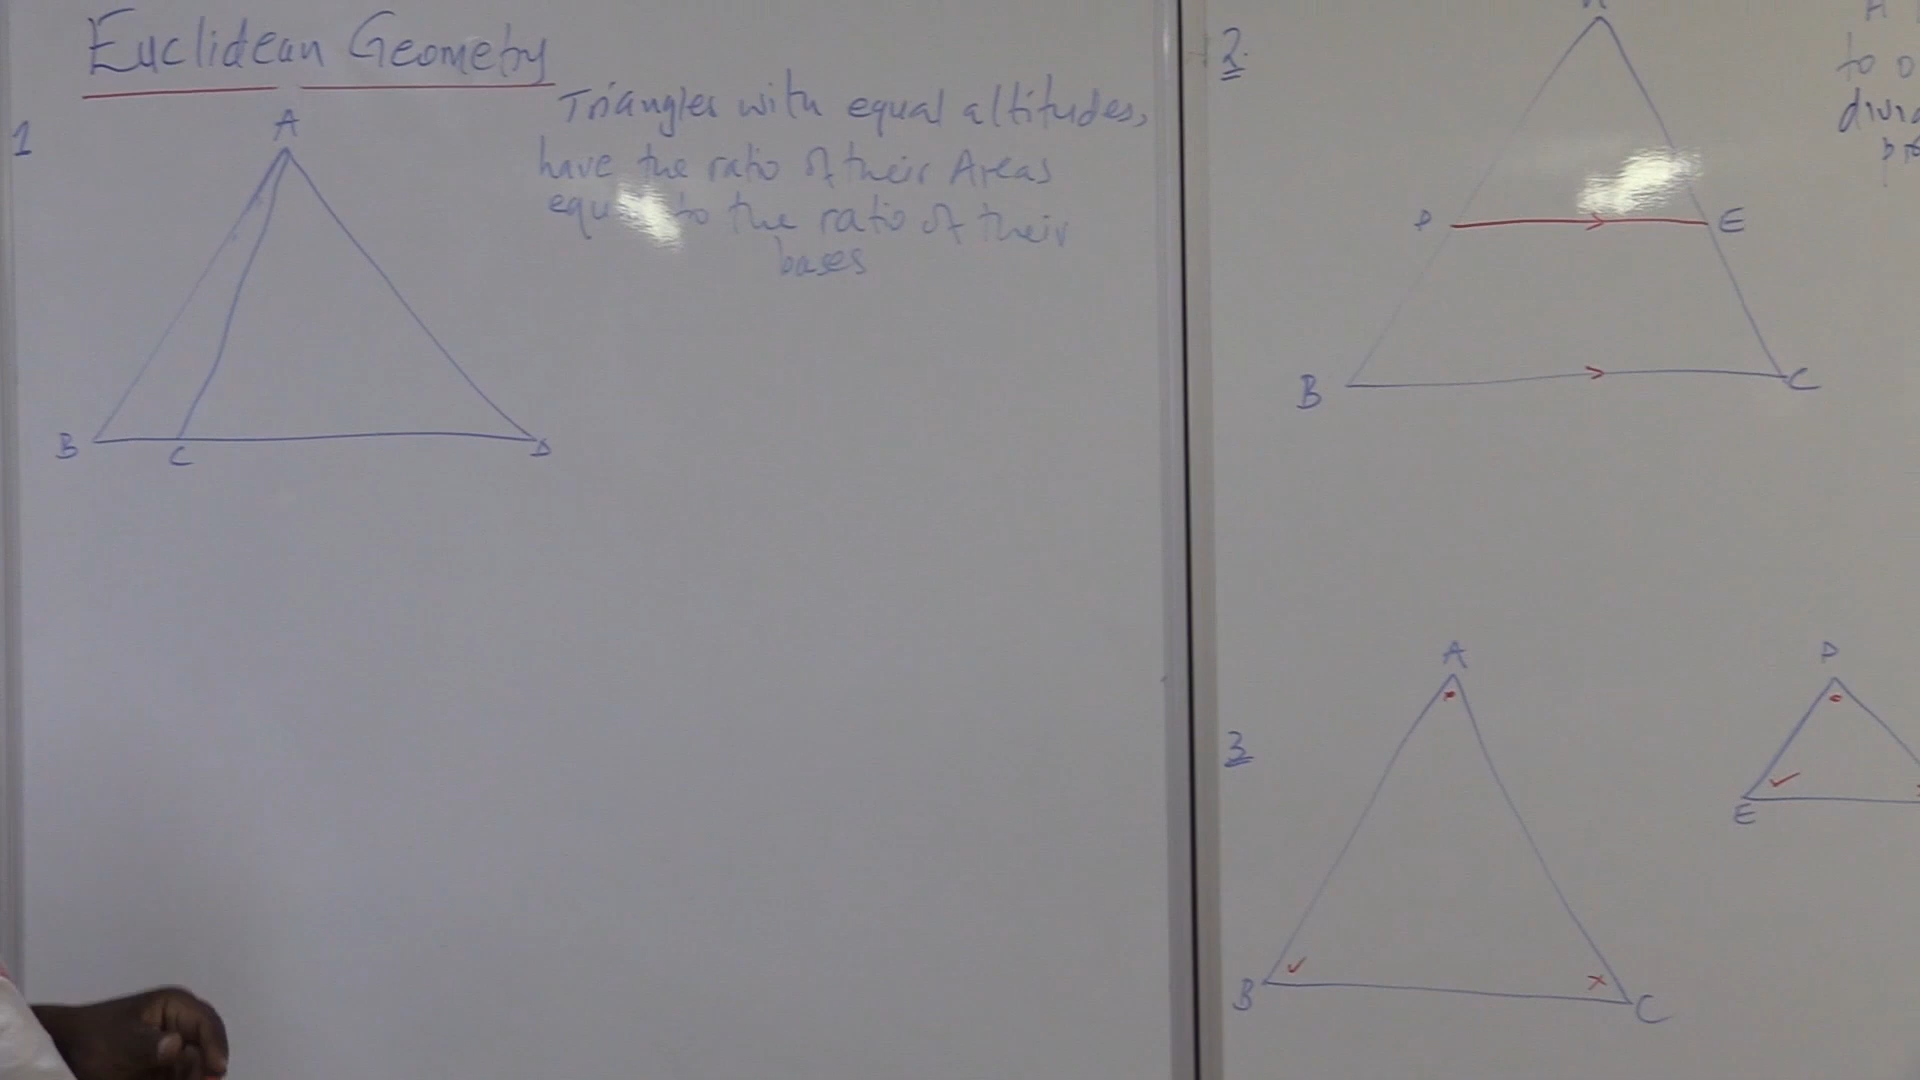 Euclidean Geometry
1
A
B
C
D
Triangles with equal altitudes,
have the ratio of their Areas
to the ratio of their
bases
2.
D
E
B
C
to
3
A
B
C
D
E